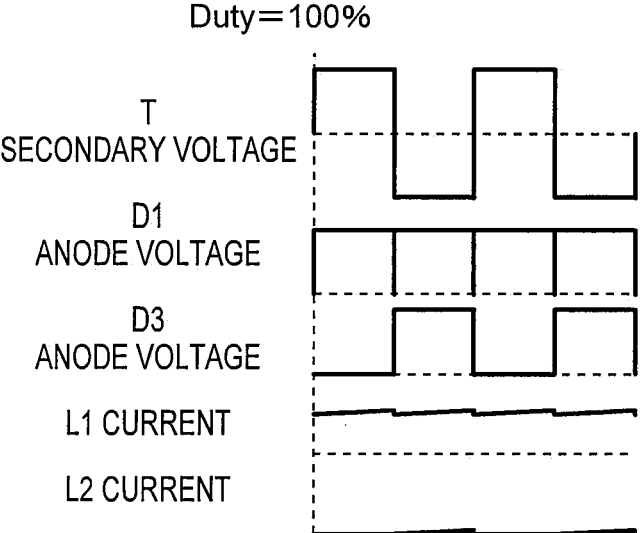 Duty＝100%
T
SECONDARY VOLTAGE
D1
ANODE VOLTAGE
D3
ANODE VOLTAGE
L1 CURRENT
L2 CURRENT